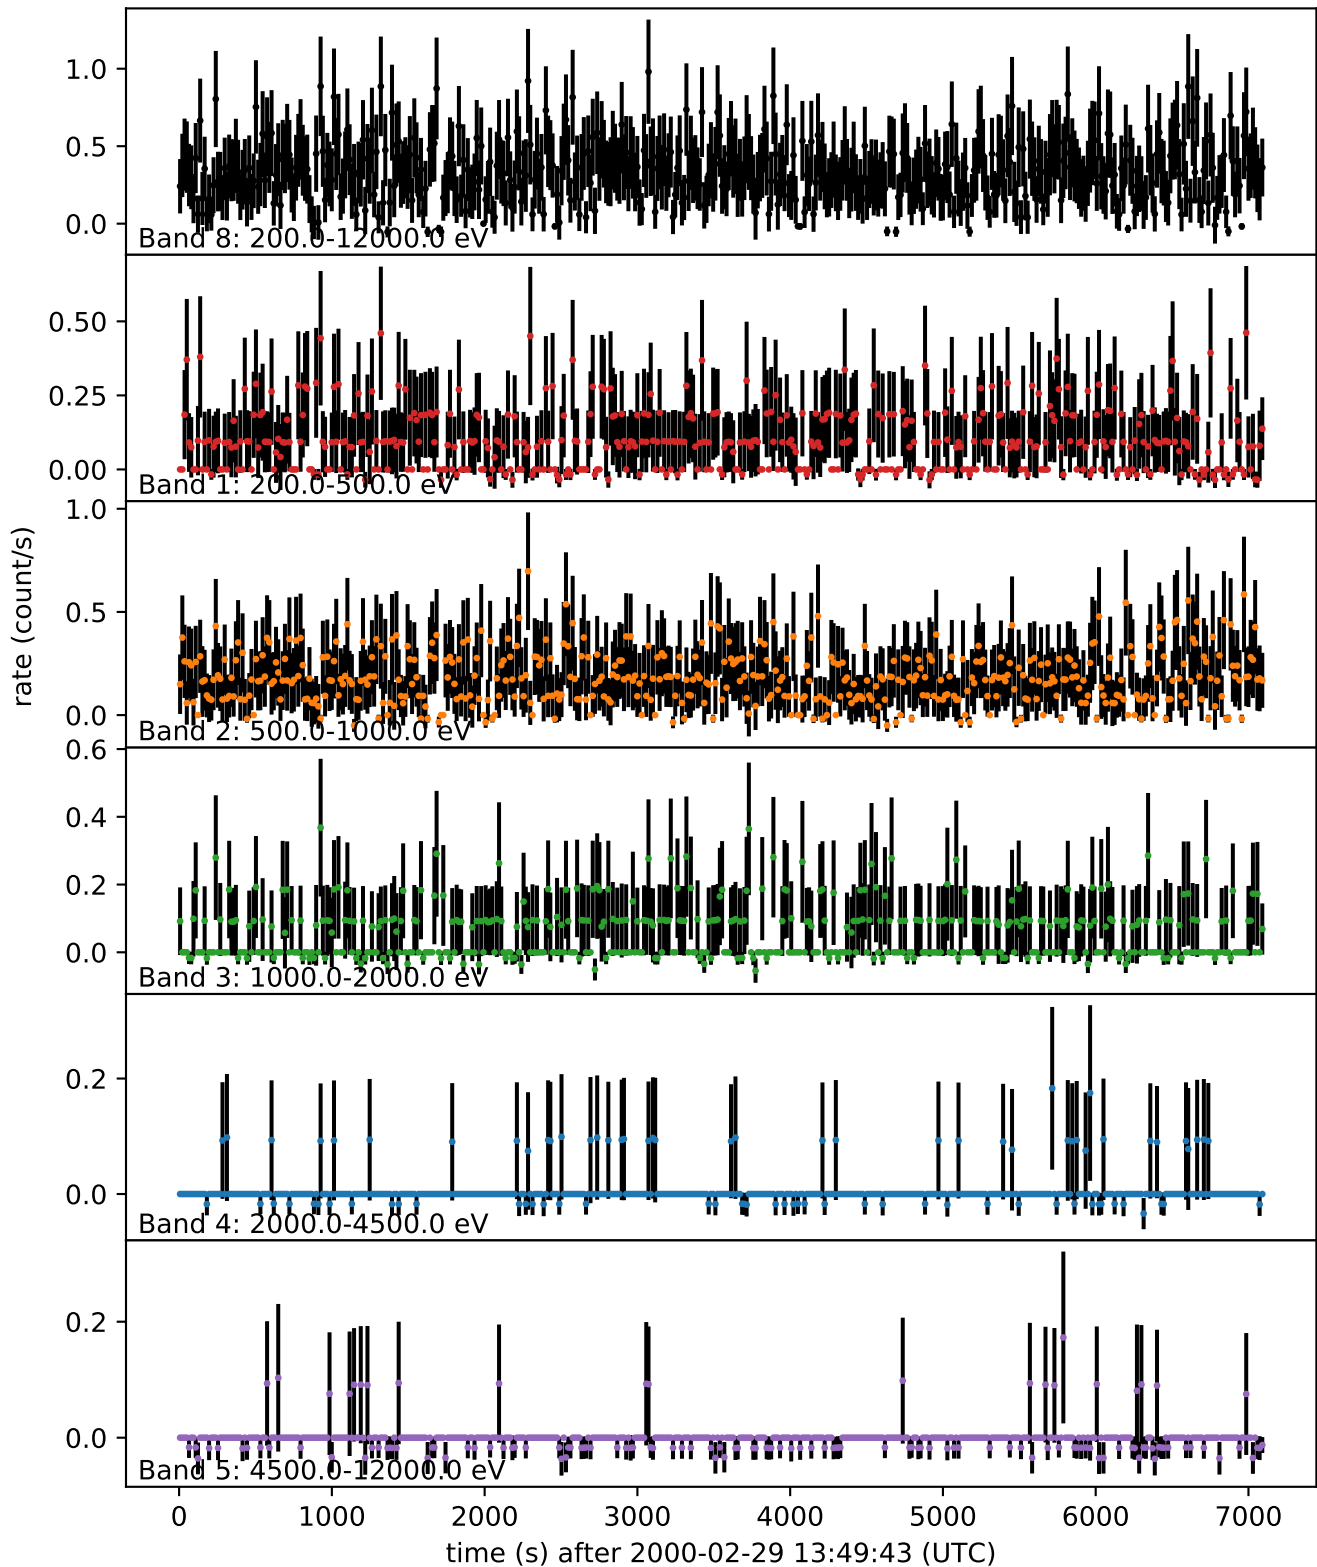 1.0
0.5
0.0
Band 8: 200.0-12000.0 eV
0.50
0.25
0.00
Band 1: 200.0-500.0 eV
rate (count/s)
1.0
0.5
0.0
Band 2: 500.0-1000.0 eV
0.6
0.4
0.2
0.0
Band 3: 1000.0-2000.0 eV
0.2
0.0
Band 4: 2000.0-4500.0 eV
0.2
0.0
Band 5: 4500.0-12000.0 eV
0 1000 2000 3000 4000 5000 6000 7000
time (s) after 2000-02-29 13:49:43 (UTC)